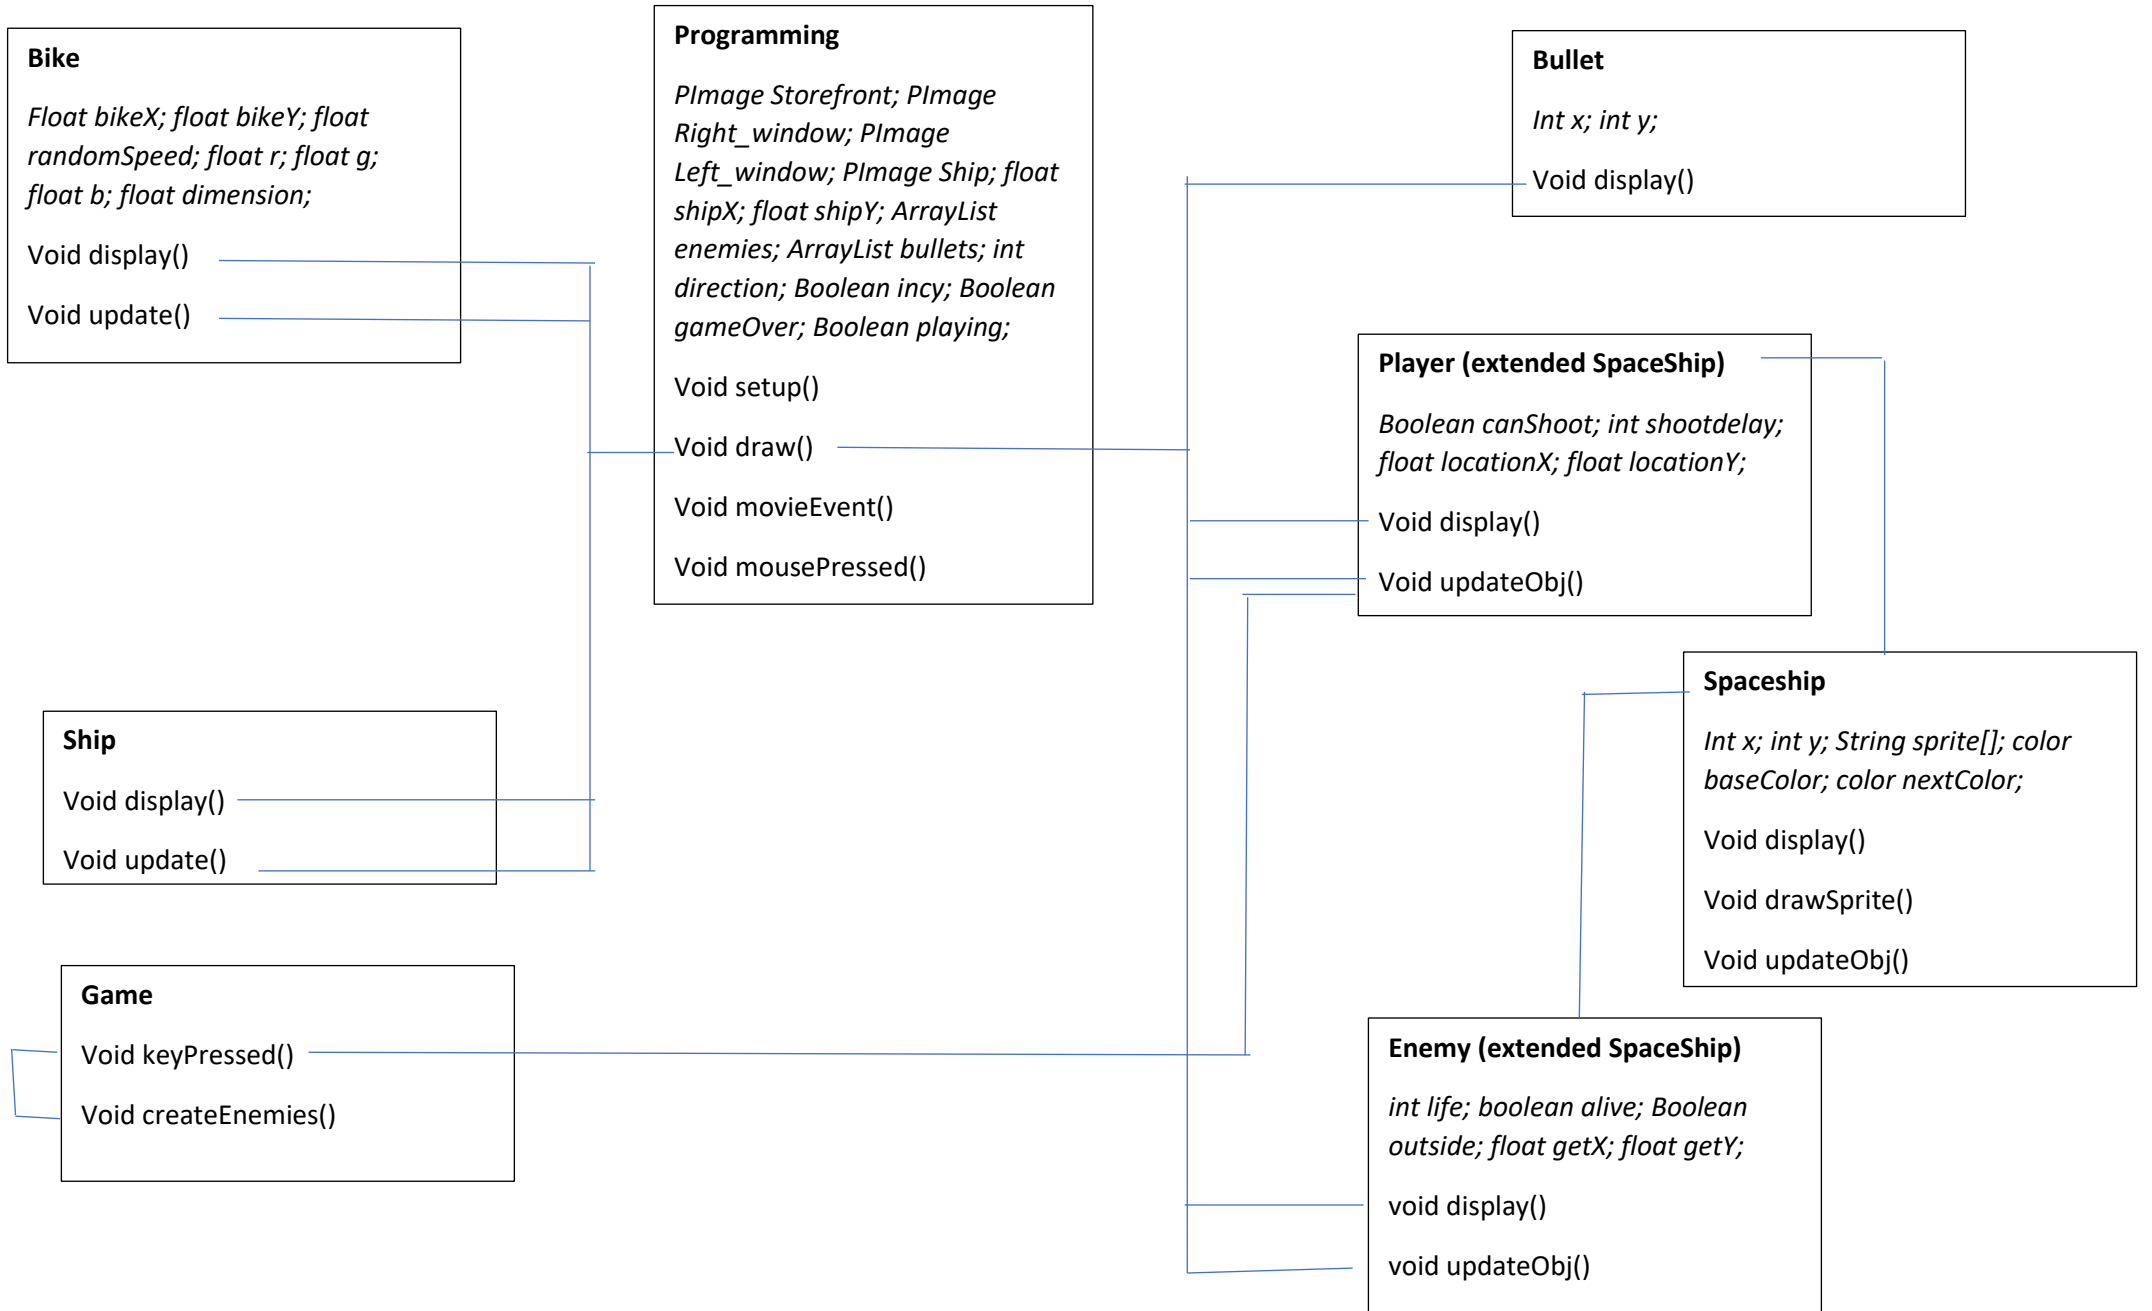 Bike
Float bikeX; float bikeY; float
randomSpeed; float r; float g;
float b; float dimension;
Void display()
Void update()
Programming
PImage Storefront; PImage
Right_window; PImage
Left_window; PImage Ship; float
shipX; float shipY; ArrayList
enemies; ArrayList bullets; int
direction; Boolean incy; Boolean
gameOver; Boolean playing;
Void setup()
Void draw()
Void movieEvent()
Void mousePressed()
Bullet
Int x; int y;
Void display()
Player (extended SpaceShip)
Boolean canShoot; int shootdelay;
float locationX; float locationY;
Void display()
Void updateObj()
Spaceship
Int x; int y; String sprite[]; color
baseColor; color nextColor;
Void display()
Void drawSprite()
Void updateObj()
Ship
Void display()
Void update()
Game
Void keyPressed()
Void createEnemies()
Enemy (extended SpaceShip)
int life; boolean alive; Boolean
outside; float getX; float getY;
void display()
void updateObj()